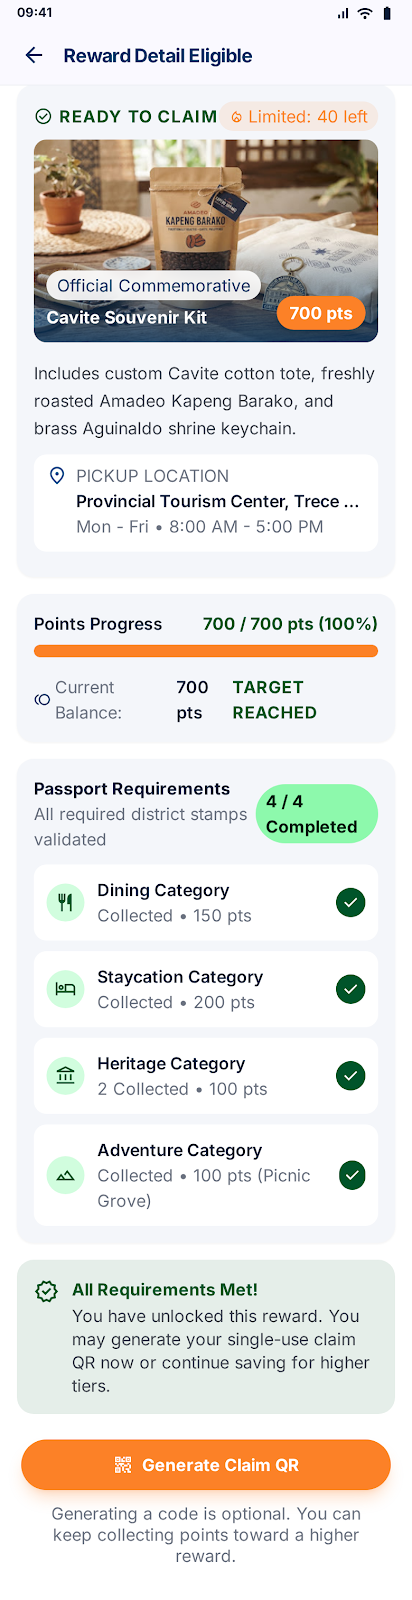 09:41
Reward Detail Eligible
READY TO CLAIM
Limited: 40 left
AMADEO
KAPENG BARAKO
Official Commemorative
Cavite Souvenir Kit
700 pts
Includes custom Cavite cotton tote, freshly
roasted Amadeo Kapeng Barako, and
brass Aguinaldo shrine keychain.
PICKUP LOCATION
Provincial Tourism Center, Trece ...
Mon - Fri • 8:00 AM - 5:00 PM
Points Progress
700 / 700 pts (100%)
Current
Balance:
700
pts
TARGET
REACHED
Passport Requirements
All required district stamps
validated
4 / 4
Completed
Dining Category
Collected • 150 pts
Staycation Category
Collected • 200 pts
Heritage Category
2 Collected • 100 pts
Adventure Category
Collected • 100 pts (Picnic
Grove)
All Requirements Met!
You have unlocked this reward. You
may generate your single-use claim
QR now or continue saving for higher
tiers.
Generate Claim QR
Generating a code is optional. You can
keep collecting points toward a higher
reward.